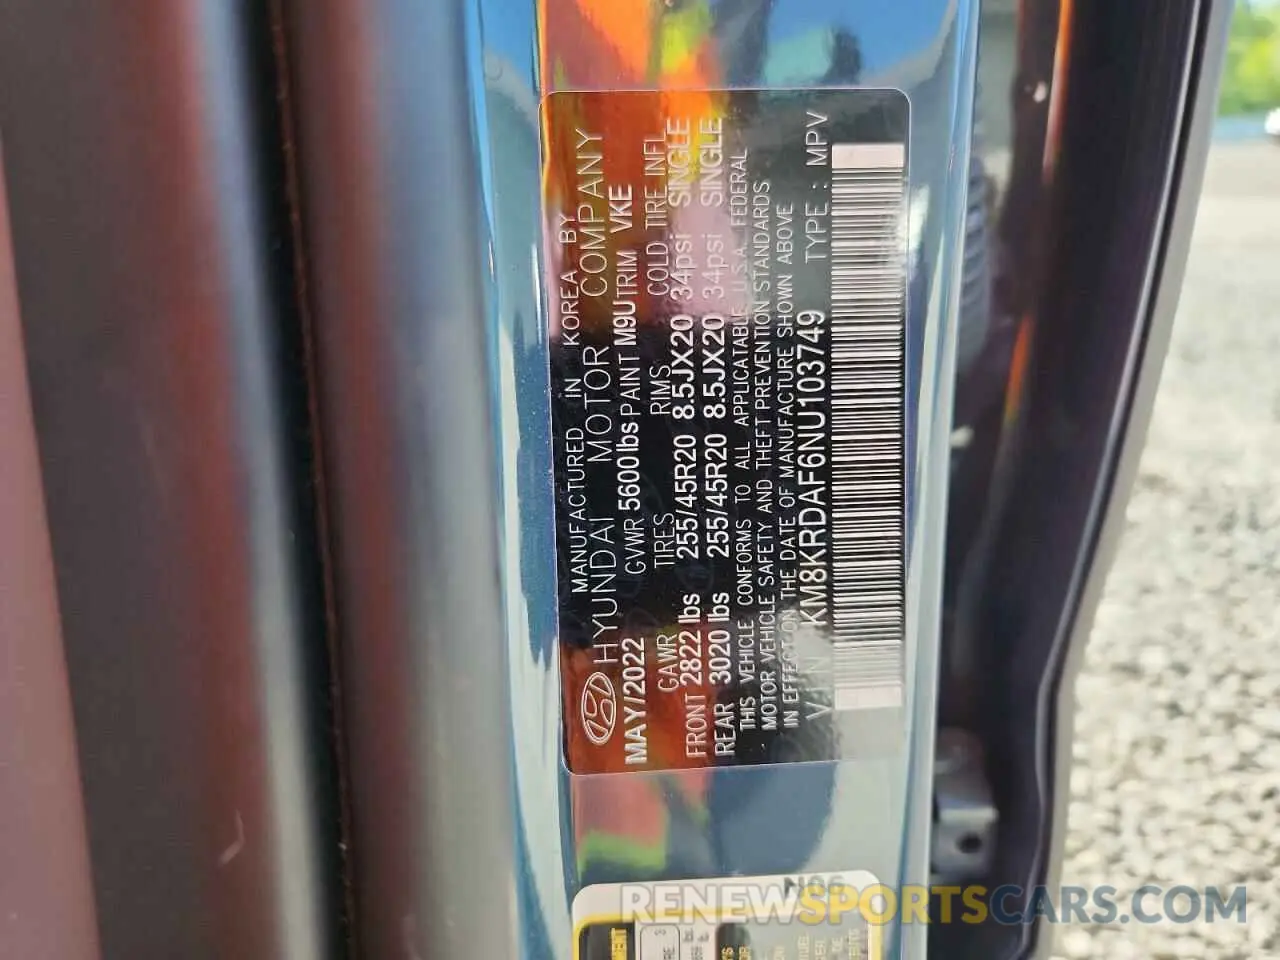 MANUFACTURED IN KOREA BY
HYUNDAI MOTOR COMPANY
MAY/2022 GVWR 5600lbs PAINT M9U TRIM VKE
GAWR TIRES RIMS COLD TIRE INFL
FRONT 2822 lbs 255/45R20 8.5JX20 34psi SINGLE
REAR 3020 lbs 255/45R20 8.5JX20 34psi SINGLE
THIS VEHICLE CONFORMS TO ALL APPLICATABLE U.S.A. FEDERAL
MOTOR VEHICLE SAFETY AND THEFT PREVENTION STANDARDS
IN EFFECT ON THE DATE OF MANUFACTURE SHOWN ABOVE
V.I.N : KM8KRDAF6NU103749 TYPE : MPV
RENEWSPORTSCARS.COM